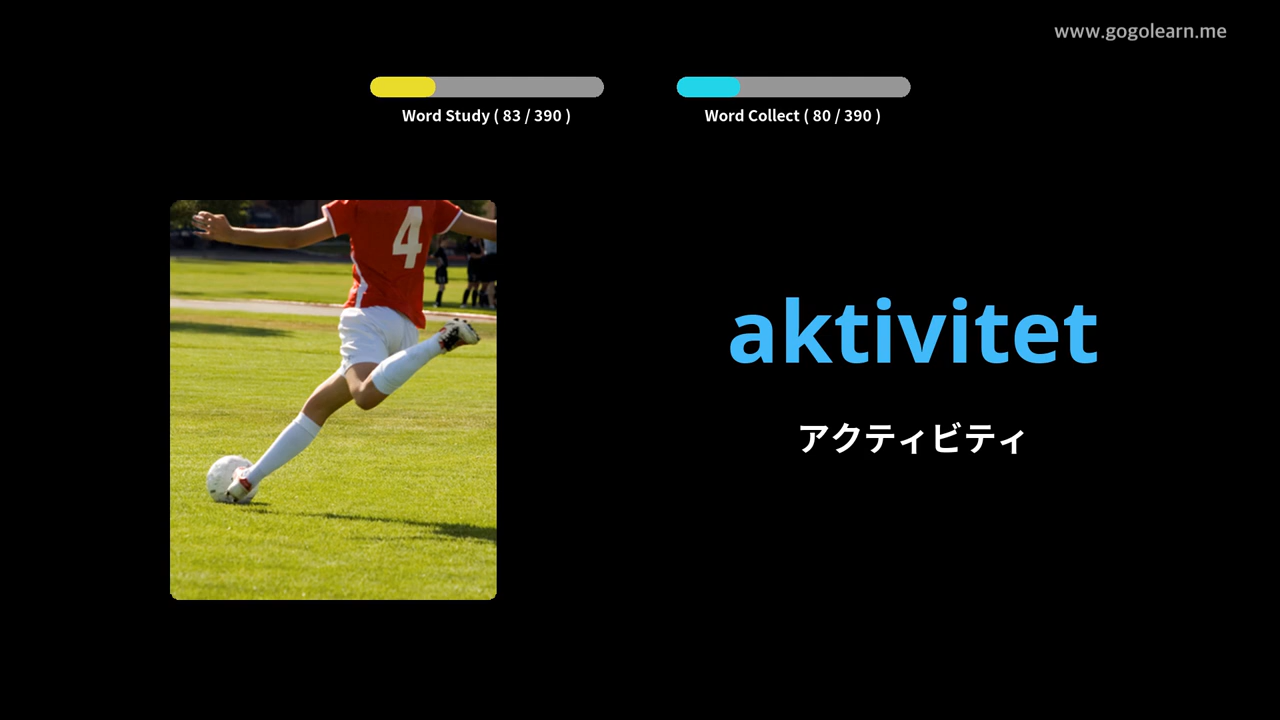 www.gogolearn.me
Word Study ( 83 / 390 )
Word Collect ( 80 / 390 )
4
aktivitet
アクティビティ